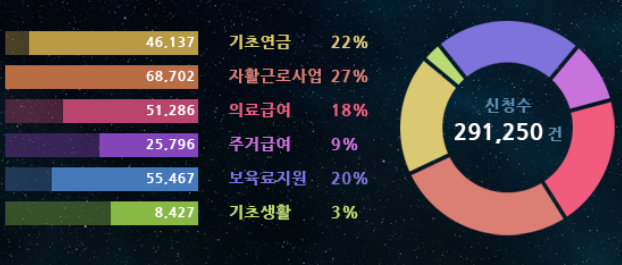 46,137 기초연금 22%
68,702 자활근로사업 27%
51,286 의료급여 18%
25,796 주거급여 9%
55,467 보육료지원 20%
8,427 기초생활 3%
신청수
291,250 건